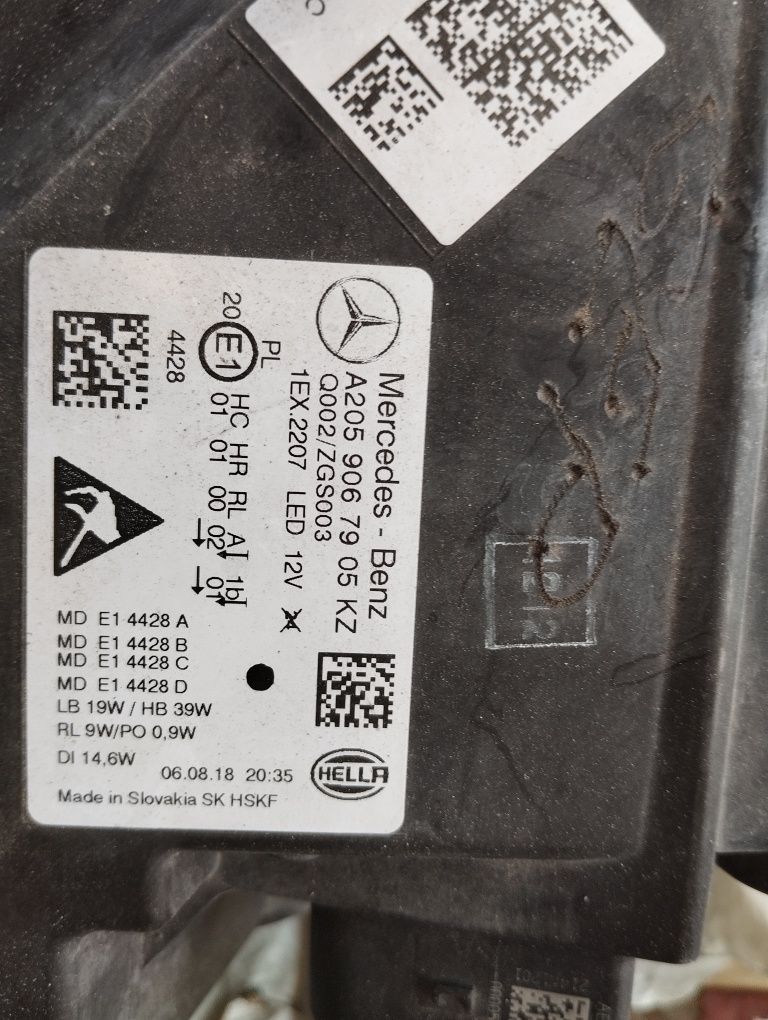 Mercedes - Benz
A205 906 79 05 KZ
Q002/ZGS003
1EX.2207 LED 12V
PL
HC HR RL AI 1b
20 E1 01 01 00 02 01
4428
MD E1 4428 A
MD E1 4428 B
MD E1 4428 C
MD E1 4428 D
LB 19W / HB 39W
RL 9W/PO 0,9W
DI 14,6W
06.08.18 20:35
HELLA
Made in Slovakia SK HSKF